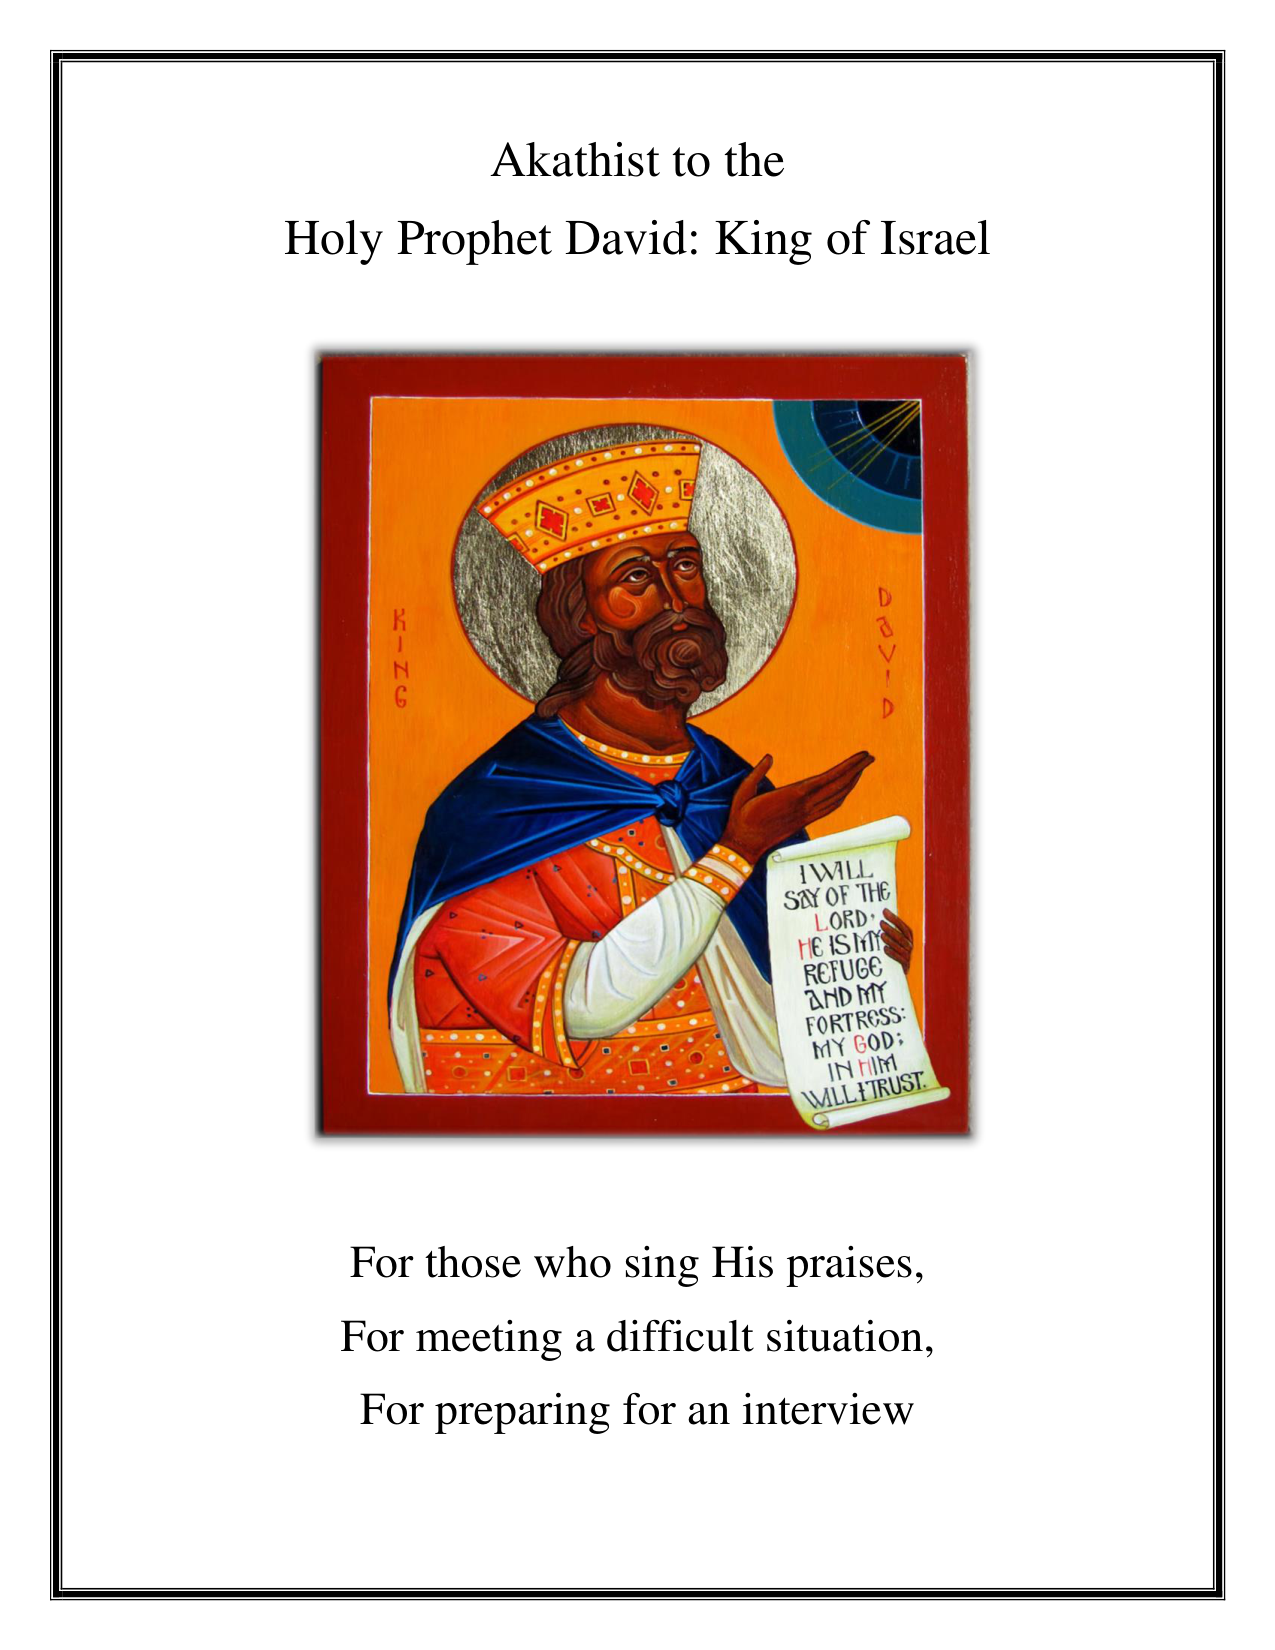 Akathist to the
Holy Prophet David: King of Israel
KING
DAVID
I WILL
SAY OF THE
LORD,
HE IS MY
REFUGE
AND MY
FORTRESS:
MY GOD;
IN HIM
WILL I TRUST.
For those who sing His praises,
For meeting a difficult situation,
For preparing for an interview